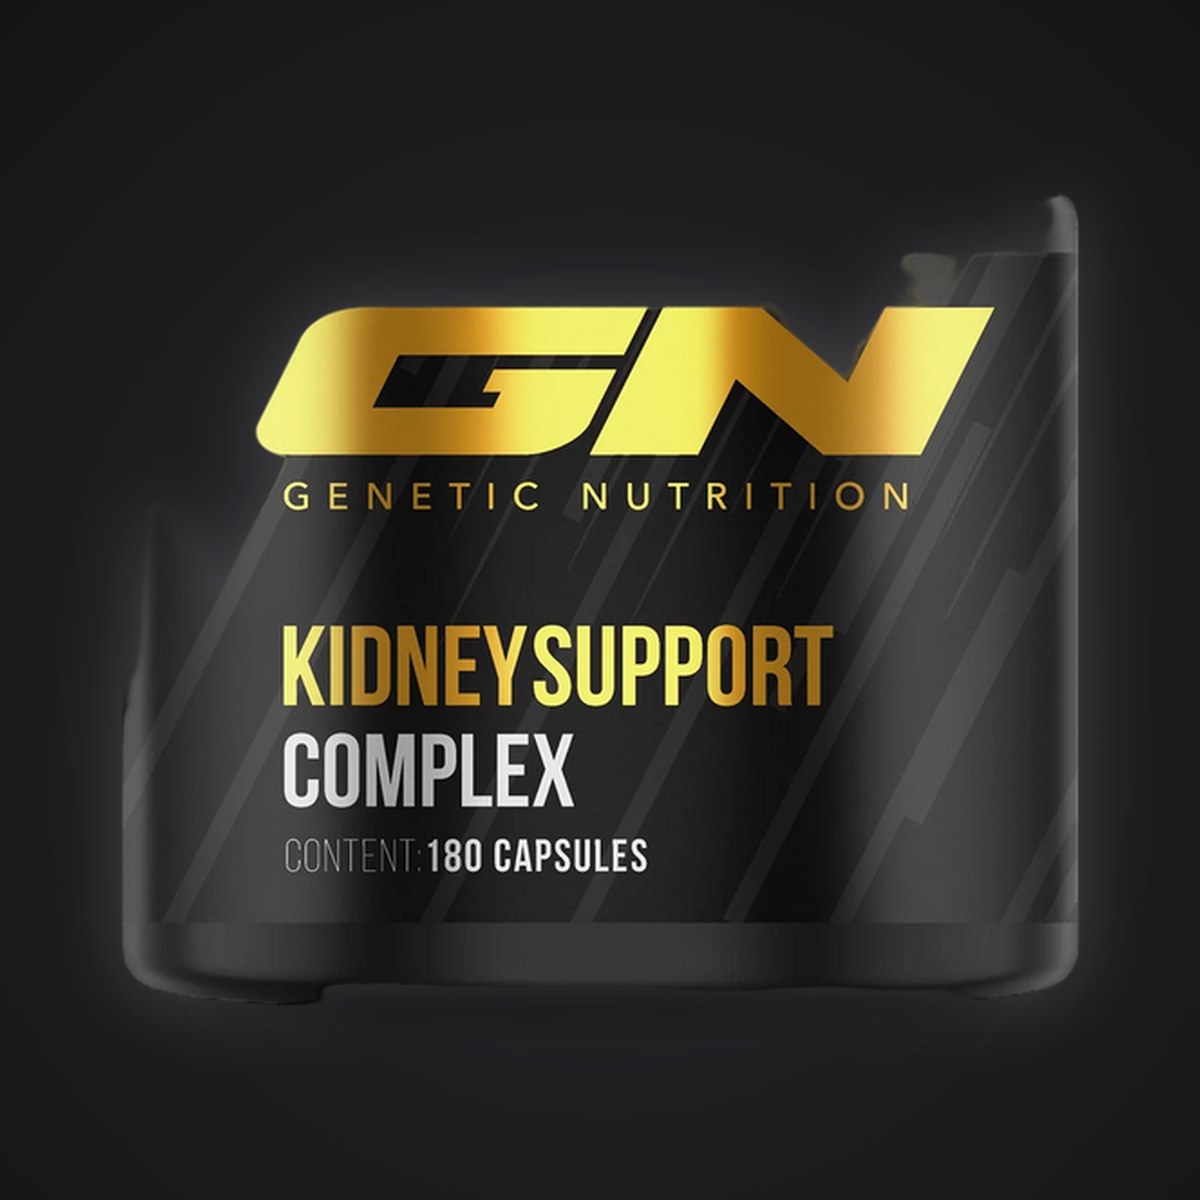 GN
GENETIC NUTRITION
KIDNEYSUPPORT
COMPLEX
CONTENT: 180 CAPSULES